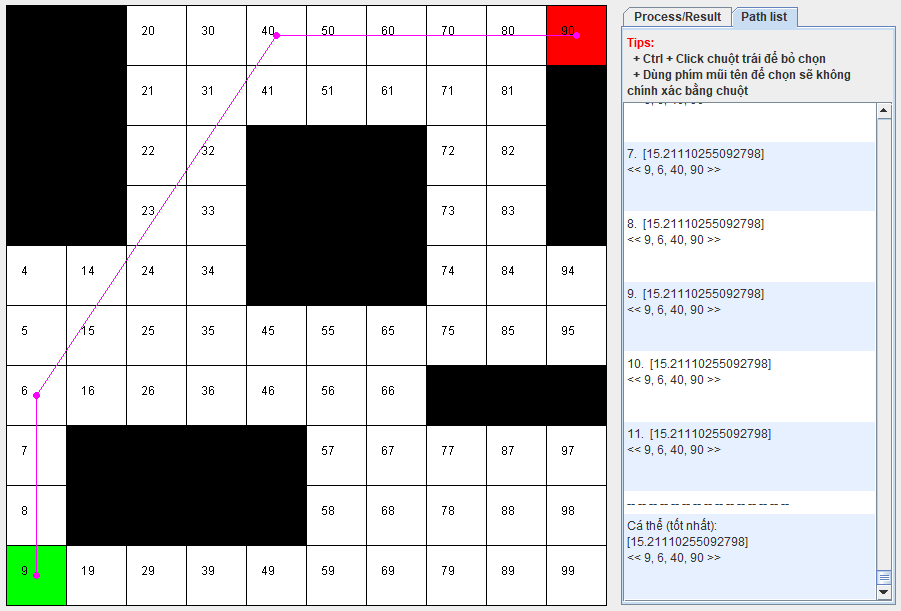 20 30 40 50 60 70 80 90
21 31 41 51 61 71 81
22 32 72 82
23 33 73 83
4 14 24 34 74 84 94
5 15 25 35 45 55 65 75 85 95
6 16 26 36 46 56 66
7 57 67 77 87 97
8 58 68 78 88 98
9 19 29 39 49 59 69 79 89 99
Process/Result Path list
Tips:
+ Ctrl + Click chuột trái để bỏ chọn
+ Dùng phím mũi tên để chọn sẽ không
chính xác bằng chuột
7. [15.21110255092798]
<< 9, 6, 40, 90 >>
8. [15.21110255092798]
<< 9, 6, 40, 90 >>
9. [15.21110255092798]
<< 9, 6, 40, 90 >>
10. [15.21110255092798]
<< 9, 6, 40, 90 >>
11. [15.21110255092798]
<< 9, 6, 40, 90 >>
-- -- -- -- -- -- -- -- -- -- -- -- -- --
Cá thể (tốt nhất):
[15.21110255092798]
<< 9, 6, 40, 90 >>